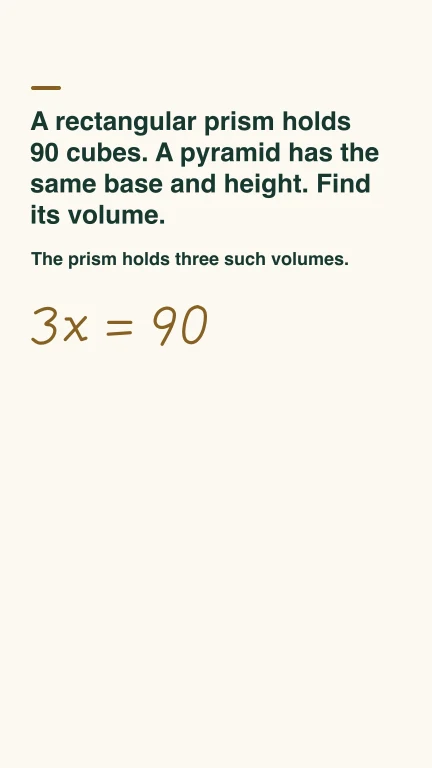 A rectangular prism holds
90 cubes. A pyramid has the
same base and height. Find
its volume.
The prism holds three such volumes.
3x = 90